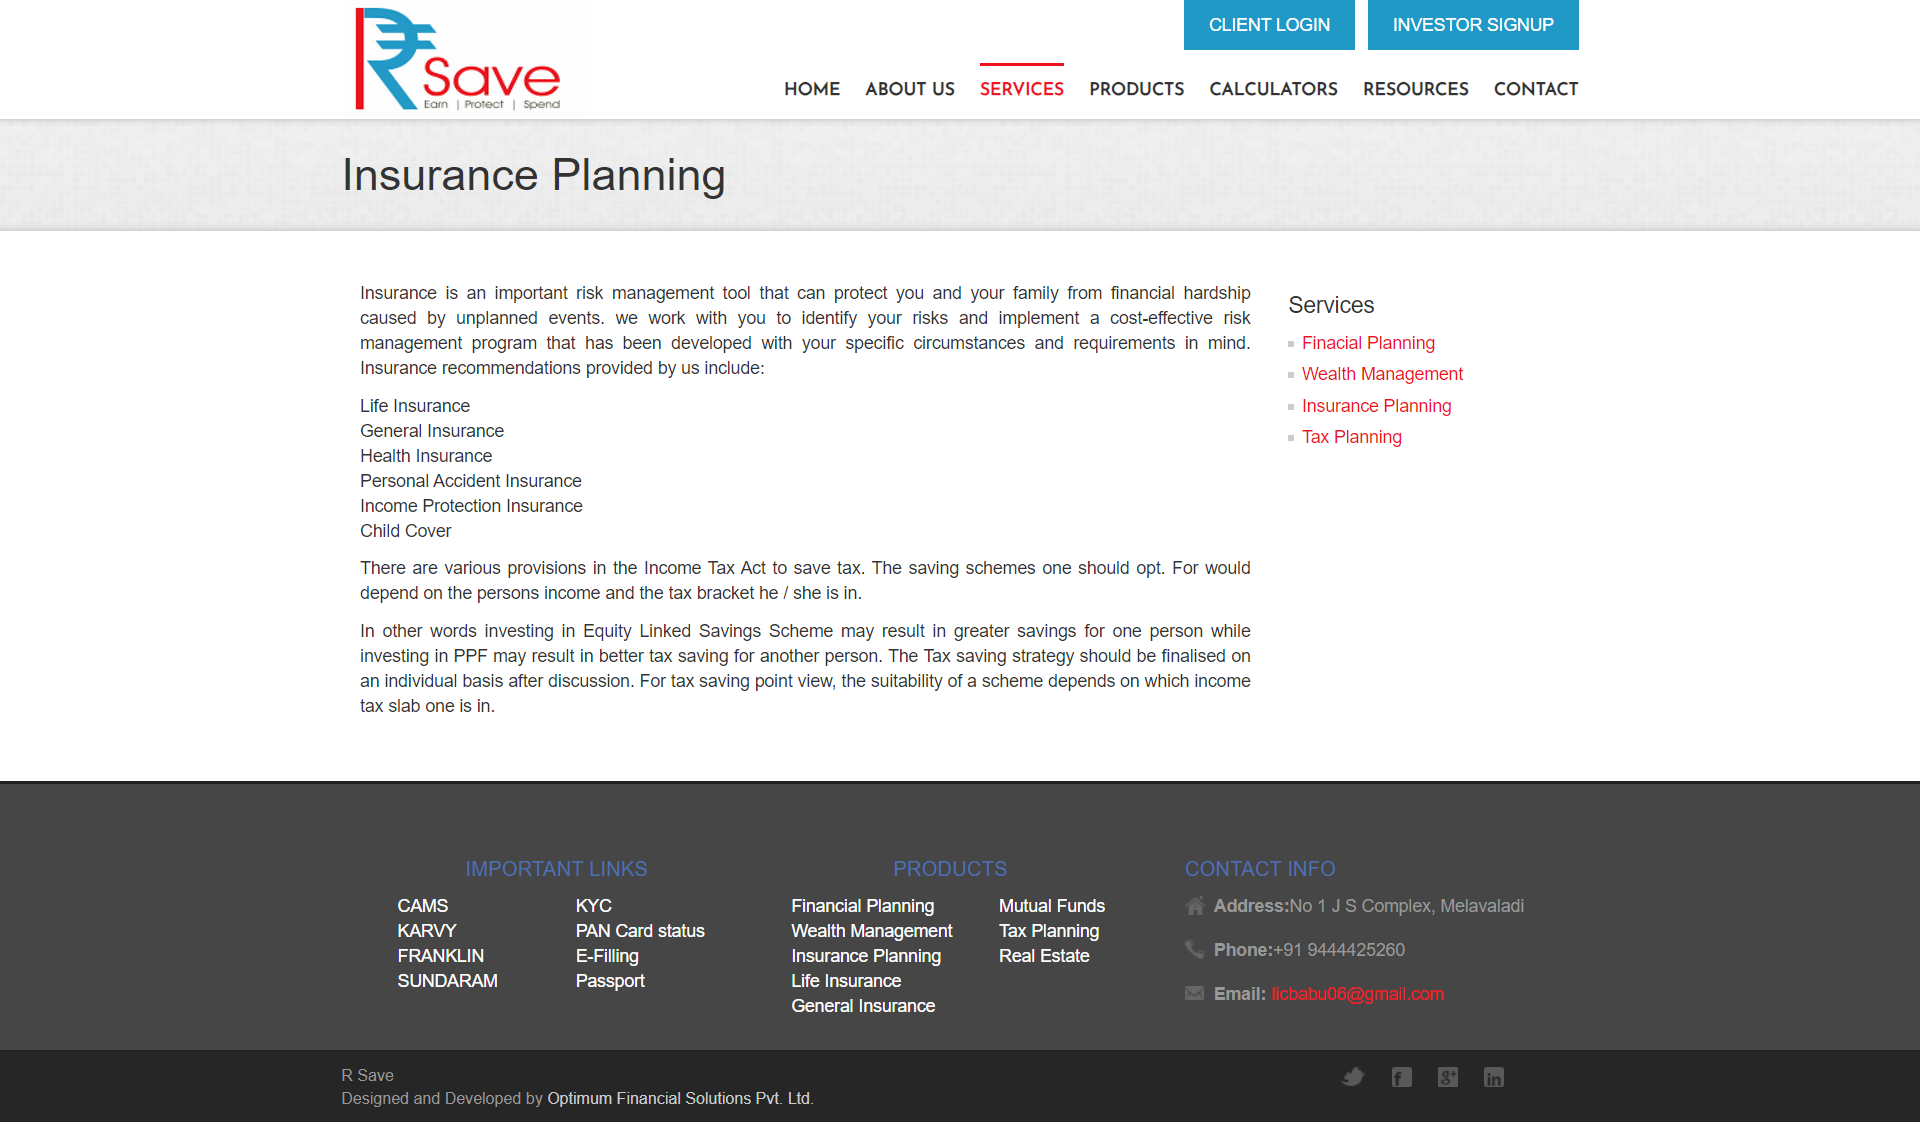 R Save
Earn | Protect | Spend
CLIENT LOGIN
INVESTOR SIGNUP
HOME ABOUT US SERVICES PRODUCTS CALCULATORS RESOURCES CONTACT
Insurance Planning
Insurance is an important risk management tool that can protect you and your family from financial hardship
caused by unplanned events. we work with you to identify your risks and implement a cost-effective risk
management program that has been developed with your specific circumstances and requirements in mind.
Insurance recommendations provided by us include:
Life Insurance
General Insurance
Health Insurance
Personal Accident Insurance
Income Protection Insurance
Child Cover
There are various provisions in the Income Tax Act to save tax. The saving schemes one should opt. For would
depend on the persons income and the tax bracket he / she is in.
In other words investing in Equity Linked Savings Scheme may result in greater savings for one person while
investing in PPF may result in better tax saving for another person. The Tax saving strategy should be finalised on
an individual basis after discussion. For tax saving point view, the suitability of a scheme depends on which income
tax slab one is in.
Services
Finacial Planning
Wealth Management
Insurance Planning
Tax Planning
IMPORTANT LINKS
CAMS
KARVY
FRANKLIN
SUNDARAM
KYC
PAN Card status
E-Filling
Passport
PRODUCTS
Financial Planning
Wealth Management
Insurance Planning
Life Insurance
General Insurance
Mutual Funds
Tax Planning
Real Estate
CONTACT INFO
Address:No 1 J S Complex, Melavaladi
Phone:+91 9444425260
Email: licbabu06@gmail.com
R Save
Designed and Developed by Optimum Financial Solutions Pvt. Ltd.